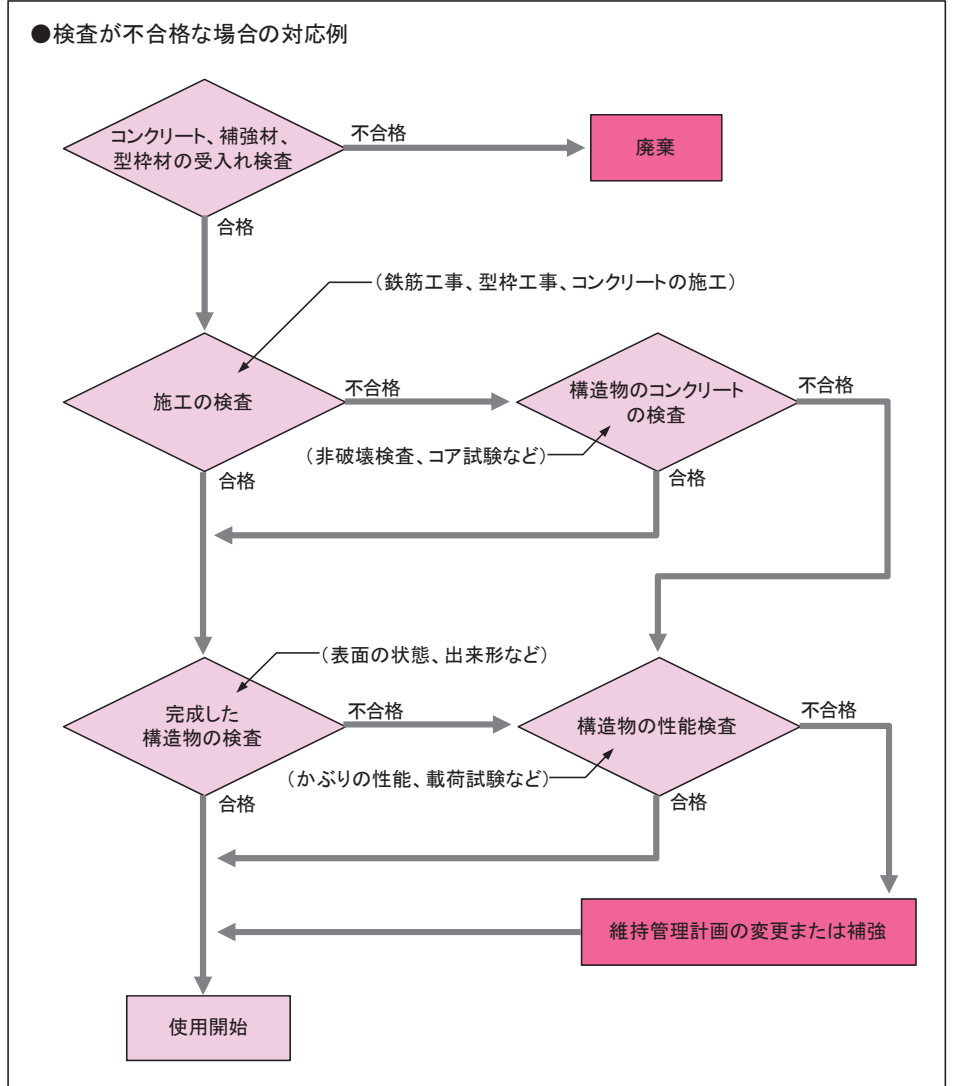 ●検査が不合格な場合の対応例
コンクリート、補強材、
型枠材の受入れ検査
不合格
廃棄
合格
（鉄筋工事、型枠工事、コンクリートの施工）
施工の検査
不合格
構造物のコンクリート
の検査
不合格
（非破壊検査、コア試験など）
合格
合格
（表面の状態、出来形など）
完成した
構造物の検査
不合格
構造物の性能検査
不合格
（かぶりの性能、載荷試験など）
合格
合格
維持管理計画の変更または補強
使用開始